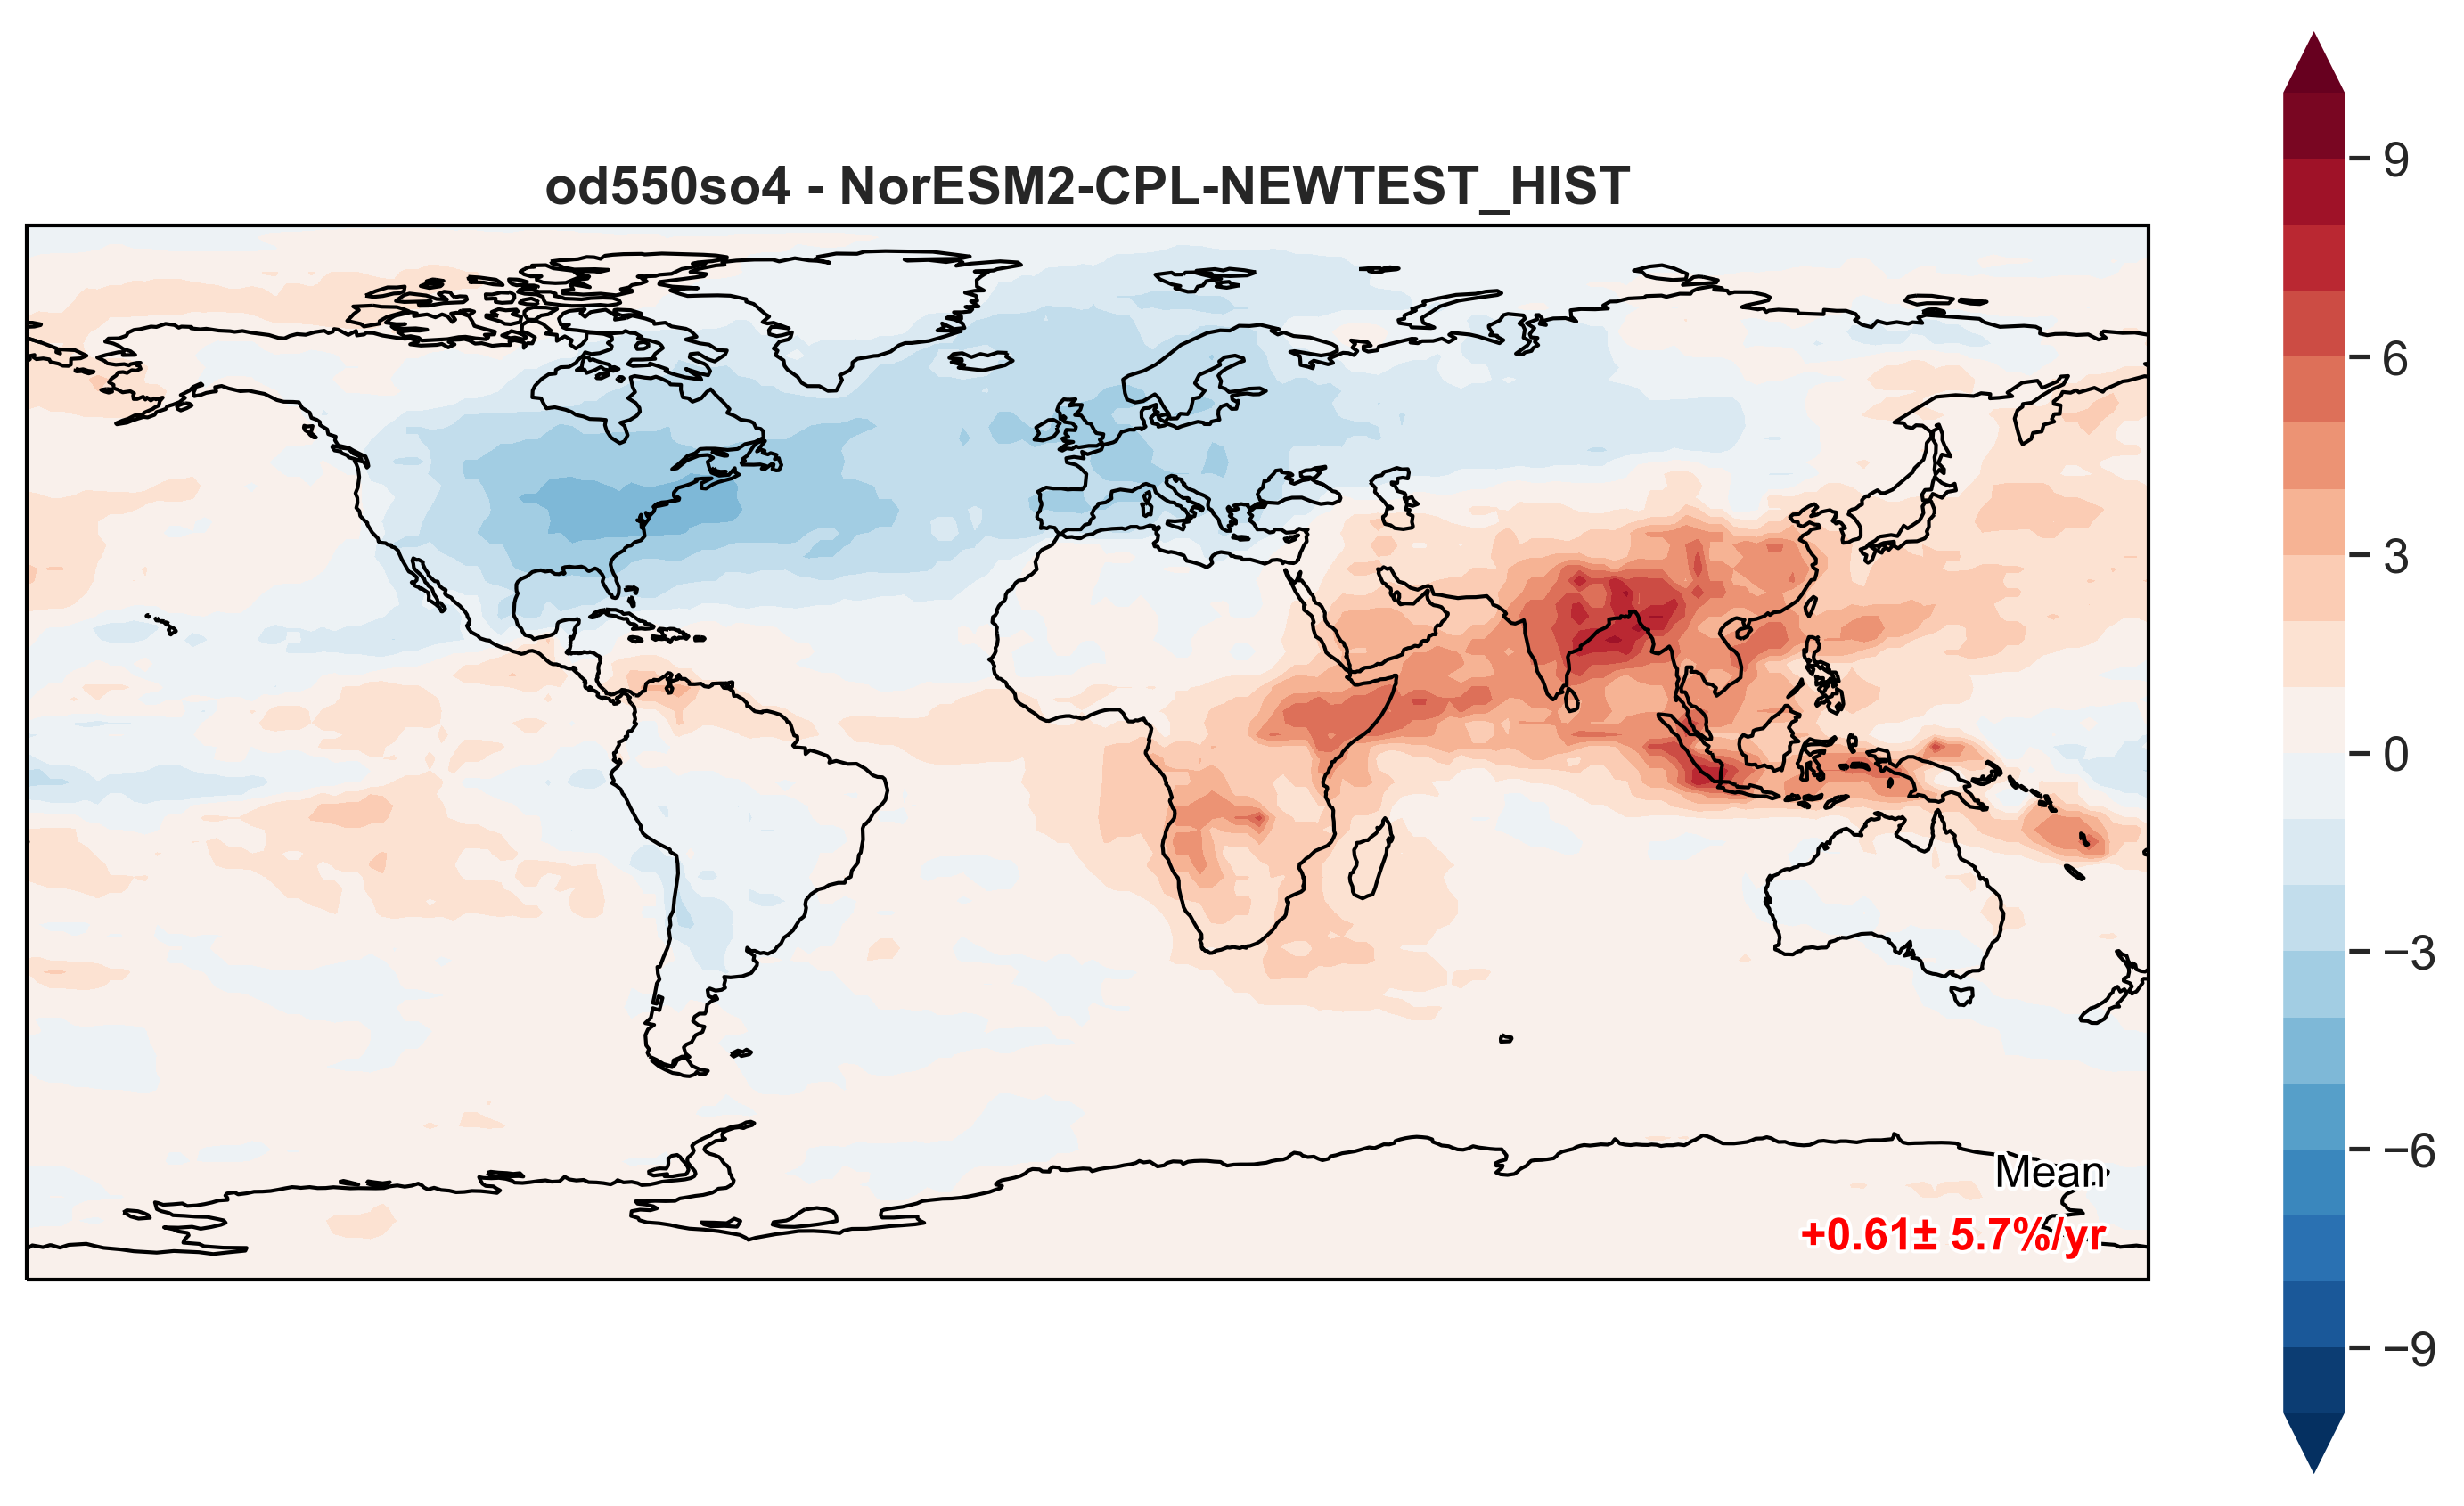 od550so4 - NorESM2-CPL-NEWTEST_HIST
9
6
3
0
−3
−6
−9
Mean
+0.61± 5.7%/yr